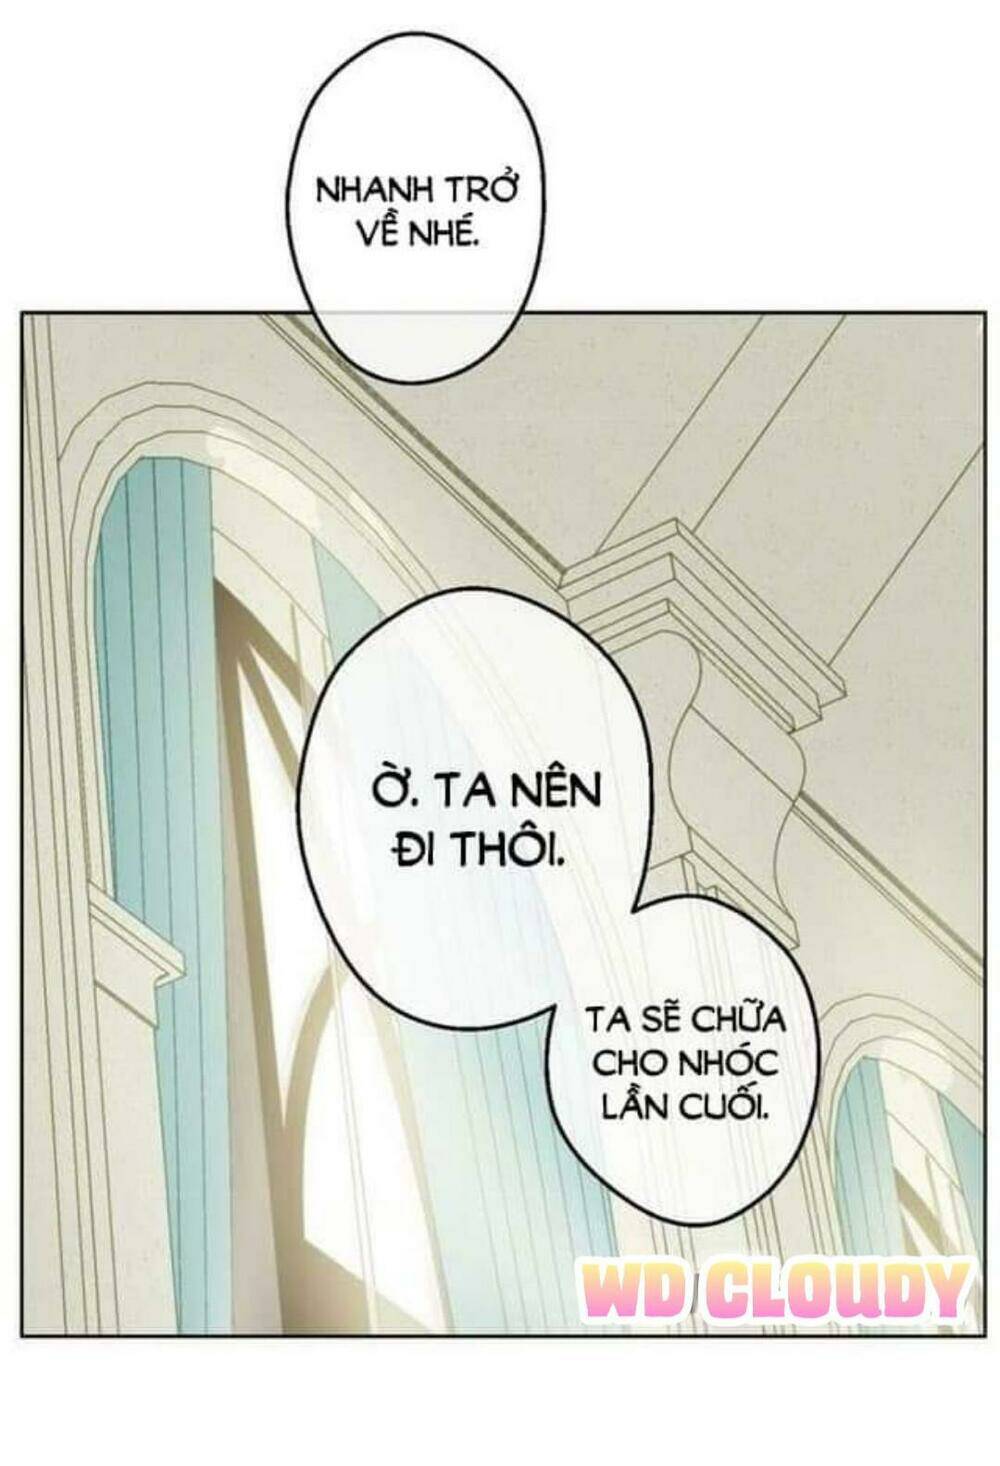 NHANH TRỞ
VỀ NHÉ.
Ờ. TA NÊN
ĐI THÔI.
TA SẼ CHỮA
CHO NHÓC
LẦN CUỐI.
WD CLOUDY